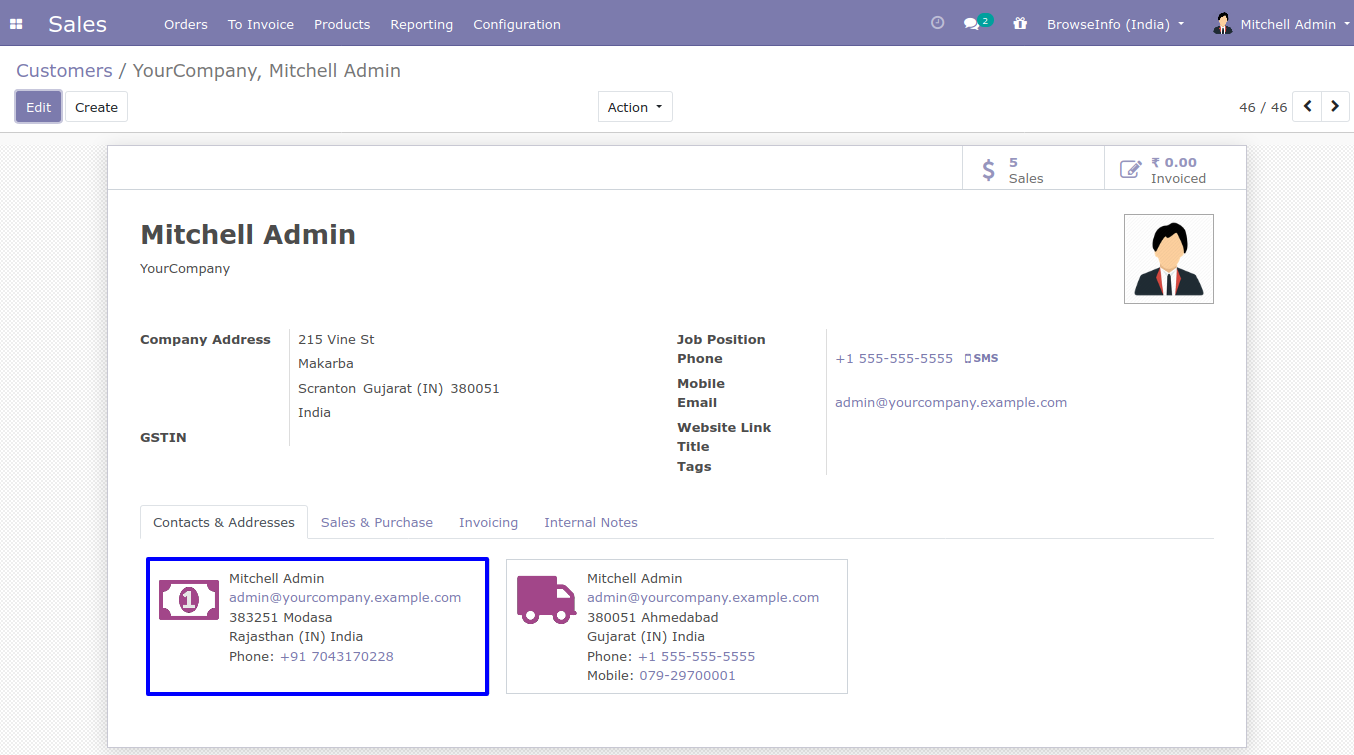 Sales Orders To Invoice Products Reporting Configuration 2 BrowseInfo (India) Mitchell Admin
Customers / YourCompany, Mitchell Admin
Edit Create Action 46 / 46
5
Sales
₹ 0.00
Invoiced
Mitchell Admin
YourCompany
Company Address
215 Vine St
Makarba
Scranton Gujarat (IN) 380051
India
GSTIN
Job Position
Phone +1 555-555-5555 SMS
Mobile
Email admin@yourcompany.example.com
Website Link
Title
Tags
Contacts & Addresses Sales & Purchase Invoicing Internal Notes
1
Mitchell Admin
admin@yourcompany.example.com
383251 Modasa
Rajasthan (IN) India
Phone: +91 7043170228
Mitchell Admin
admin@yourcompany.example.com
380051 Ahmedabad
Gujarat (IN) India
Phone: +1 555-555-5555
Mobile: 079-29700001